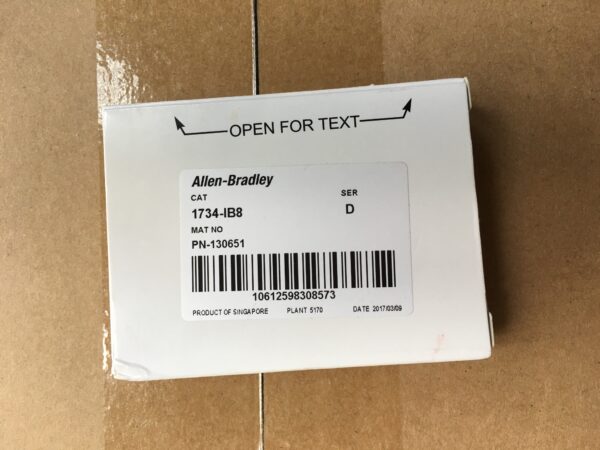 OPEN FOR TEXT
Allen-Bradley
CAT SER
1734-IB8 D
MAT NO
PN-130651
10612598308573
PRODUCT OF SINGAPORE PLANT 5170 DATE 2017/03/09